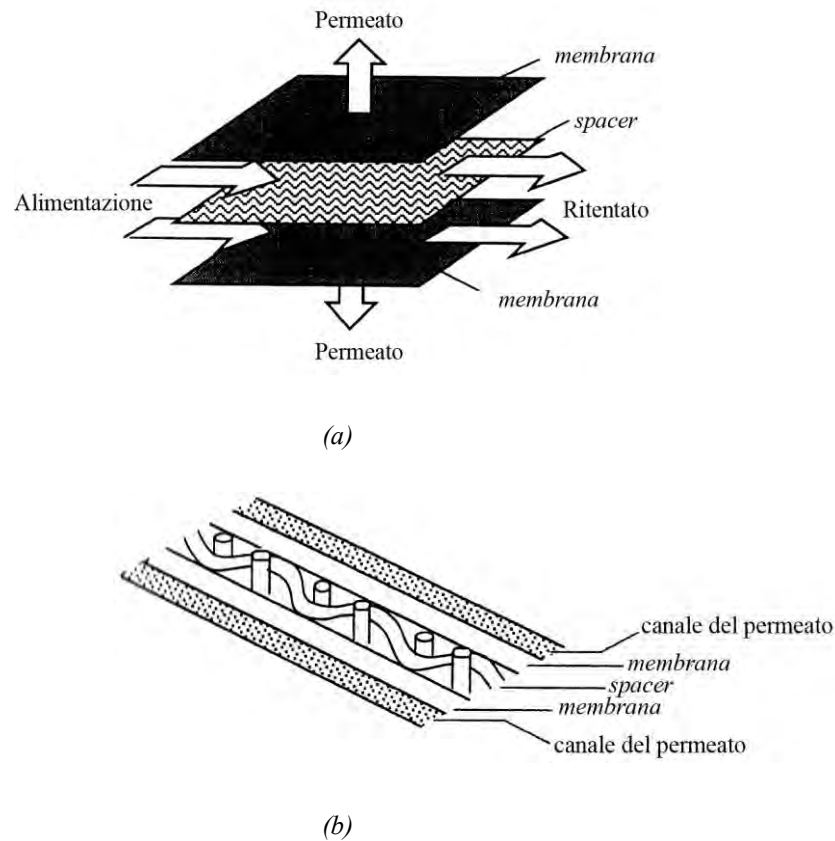 Permeato
membrana
spacer
Alimentazione
Ritentato
membrana
Permeato
(a)
canale del permeato
membrana
spacer
membrana
canale del permeato
(b)